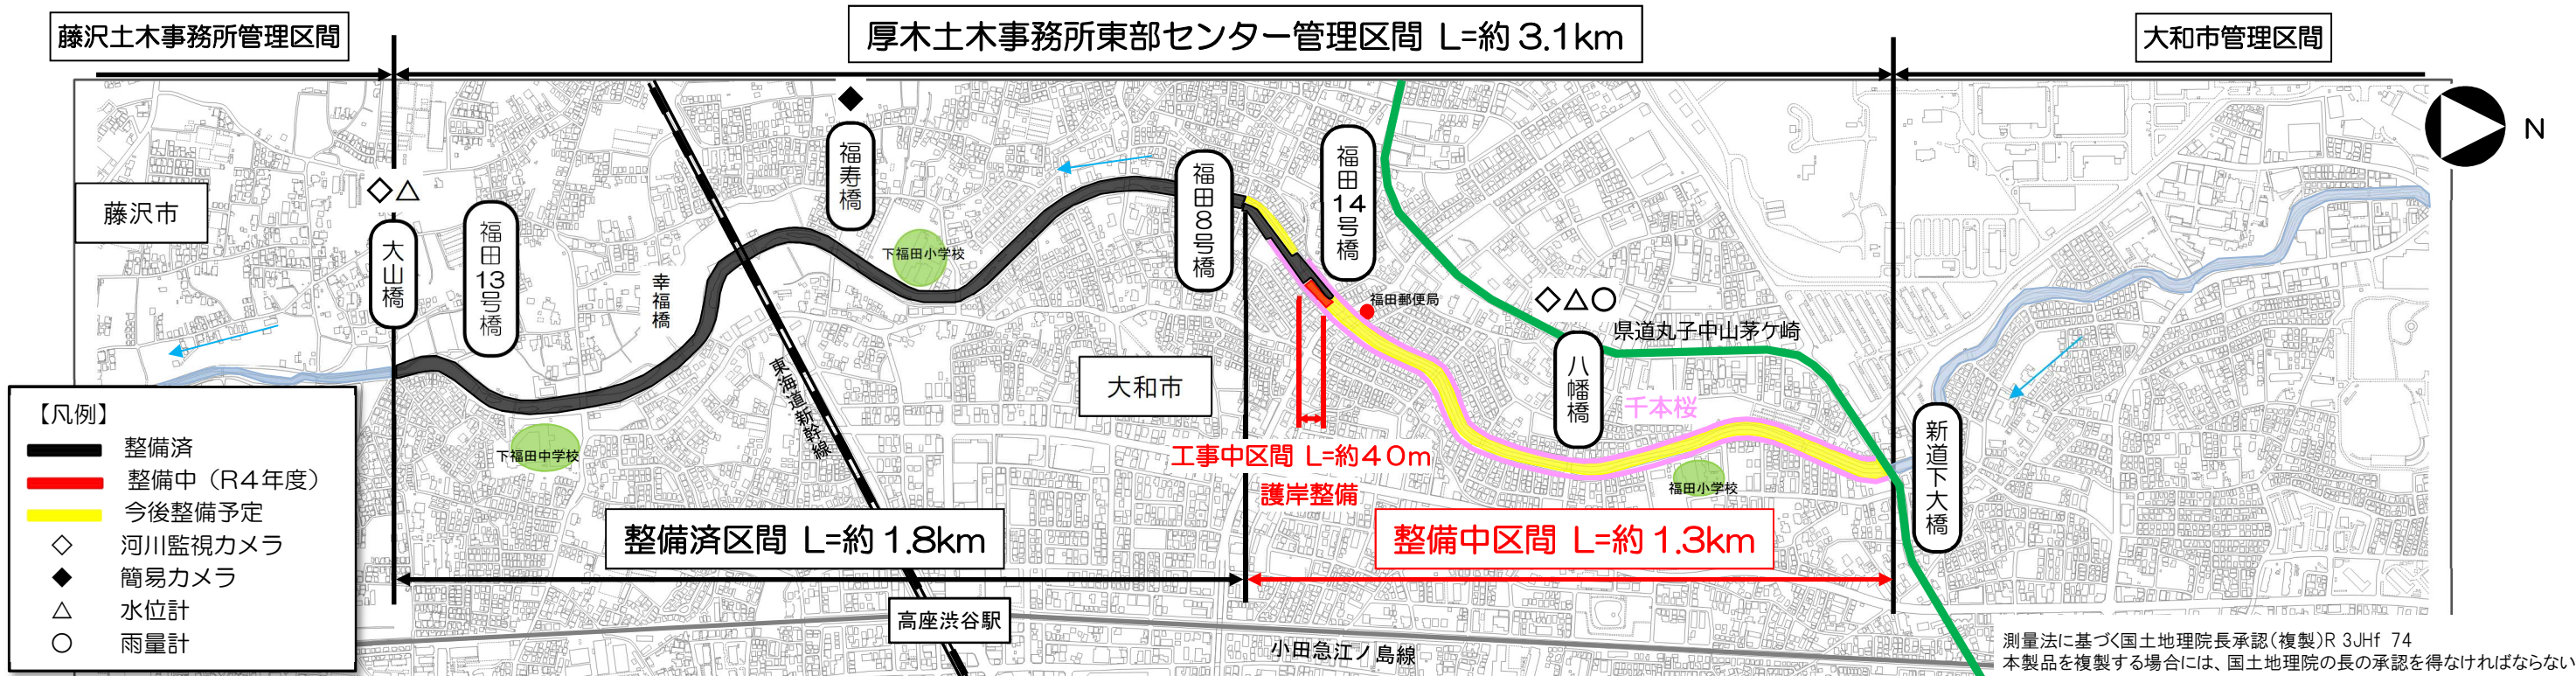 藤沢土木事務所管理区間
厚木土木事務所東部センター管理区間 L=約3.1km
大和市管理区間
N
藤沢市
大山橋
福田13号橋
幸福橋
福寿橋
下福田小学校
福田8号橋
福田14号橋
福田郵便局
県道丸子中山茅ケ崎
八幡橋
千本桜
新道下大橋
東海道新幹線
大和市
下福田中学校
福田小学校
工事中区間 L=約40m
護岸整備
整備済区間 L=約1.8km
整備中区間 L=約1.3km
高座渋谷駅
小田急江ノ島線
【凡例】
整備済
整備中（R4年度）
今後整備予定
◇ 河川監視カメラ
◆ 簡易カメラ
△ 水位計
○ 雨量計
測量法に基づく国土地理院長承認(複製)R 3JHf 74
本製品を複製する場合には、国土地理院の長の承認を得なければならない